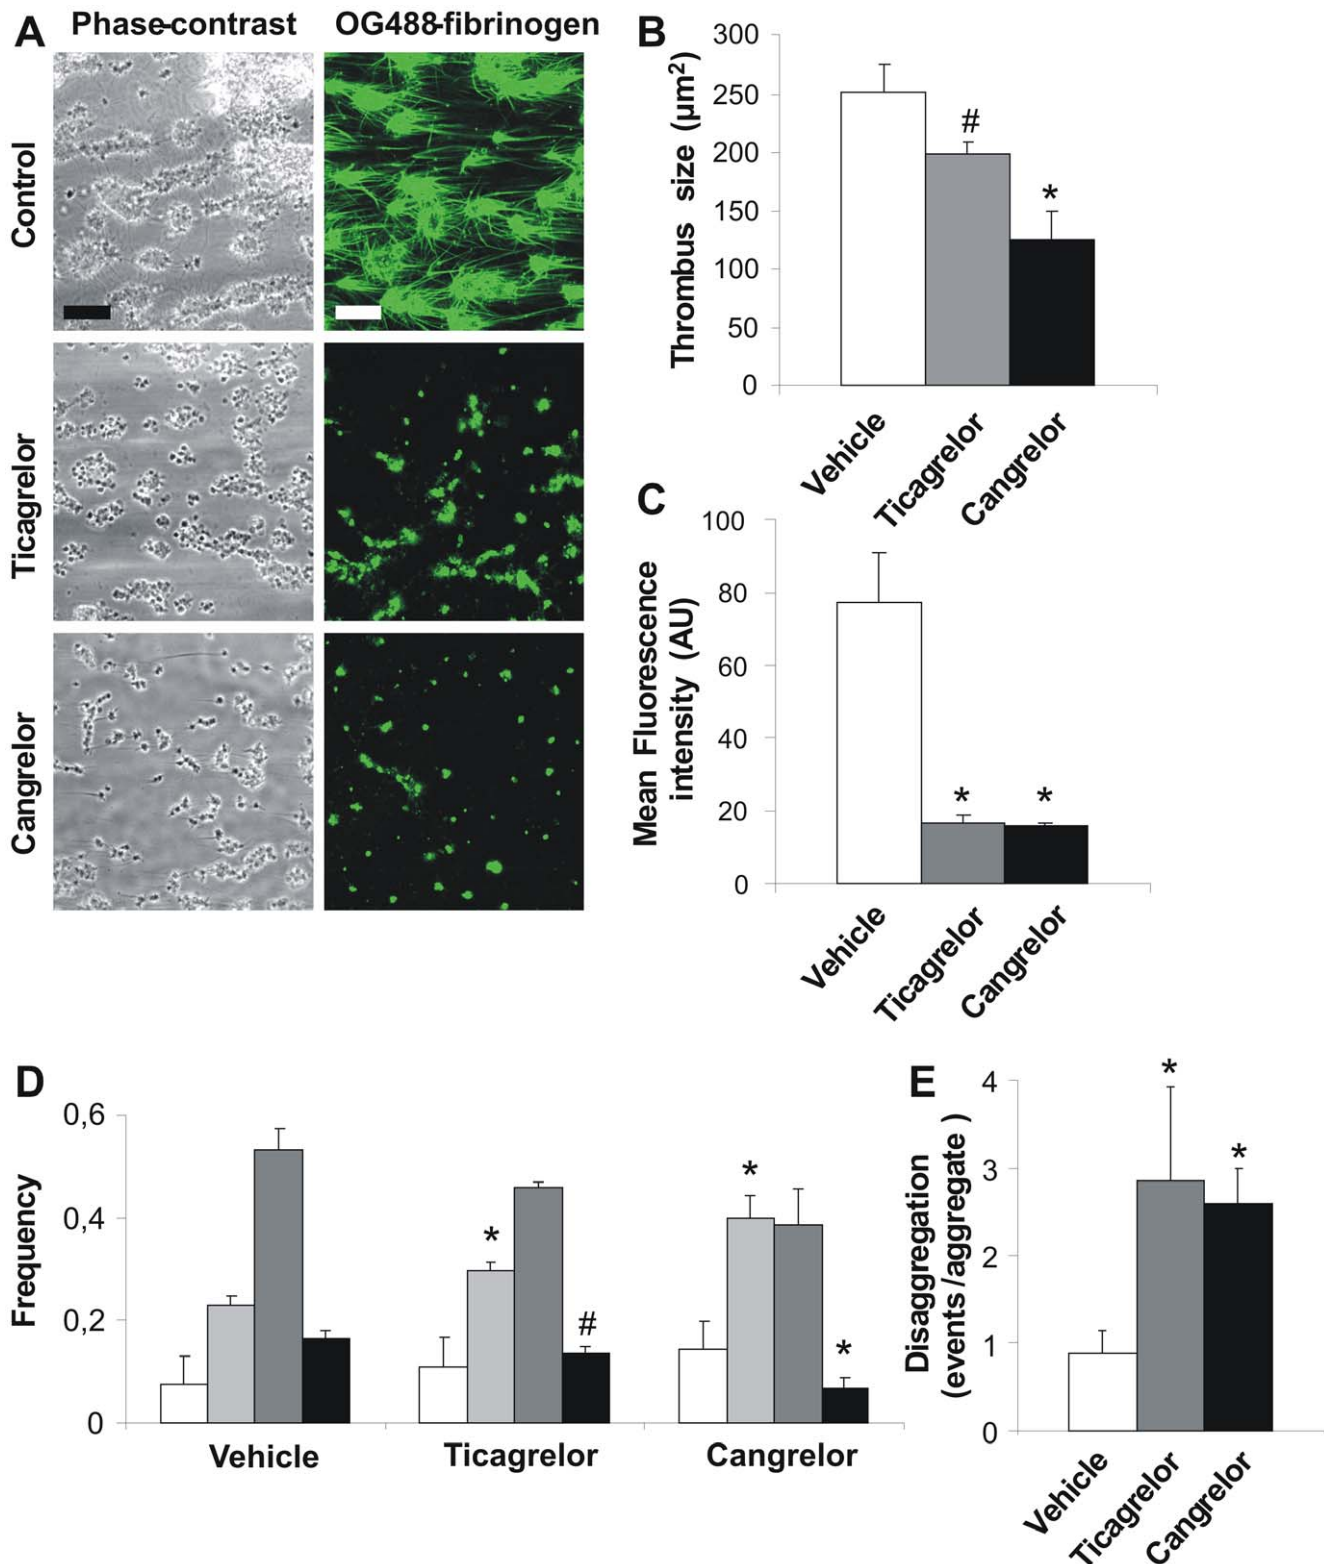 A
Phase-contrast
OG488-fibrinogen
Control
Ticagrelor
Cangrelor
B
Thrombus size (µm²)
300
250
200
150
100
50
0
#
*
Vehicle
Ticagrelor
Cangrelor
C
Mean Fluorescence
intensity (AU)
100
80
60
40
20
0
*
*
Vehicle
Ticagrelor
Cangrelor
D
Frequency
0,6
0,4
0,2
0
*
#
*
*
Vehicle
Ticagrelor
Cangrelor
E
Disaggregation
(events/aggregate)
4
3
2
1
0
*
*
Vehicle
Ticagrelor
Cangrelor